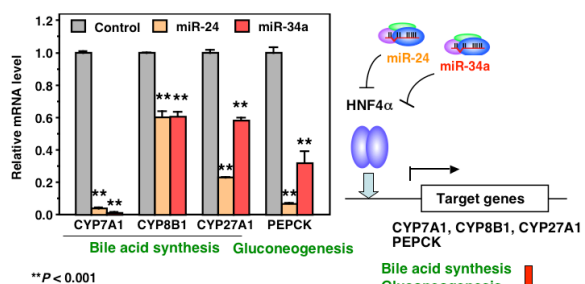 Control miR-24 miR-34a
Relative mRNA level
1.2
1.0
0.8
0.6
0.4
0.2
0.0
** ** ** ** ** ** ** **
CYP7A1 CYP8B1 CYP27A1 PEPCK
Bile acid synthesis Gluconeogenesis
**P < 0.001
miR-24
miR-34a
HNF4α
Target genes
CYP7A1, CYP8B1, CYP27A1
PEPCK
Bile acid synthesis
Gluconeogenesis